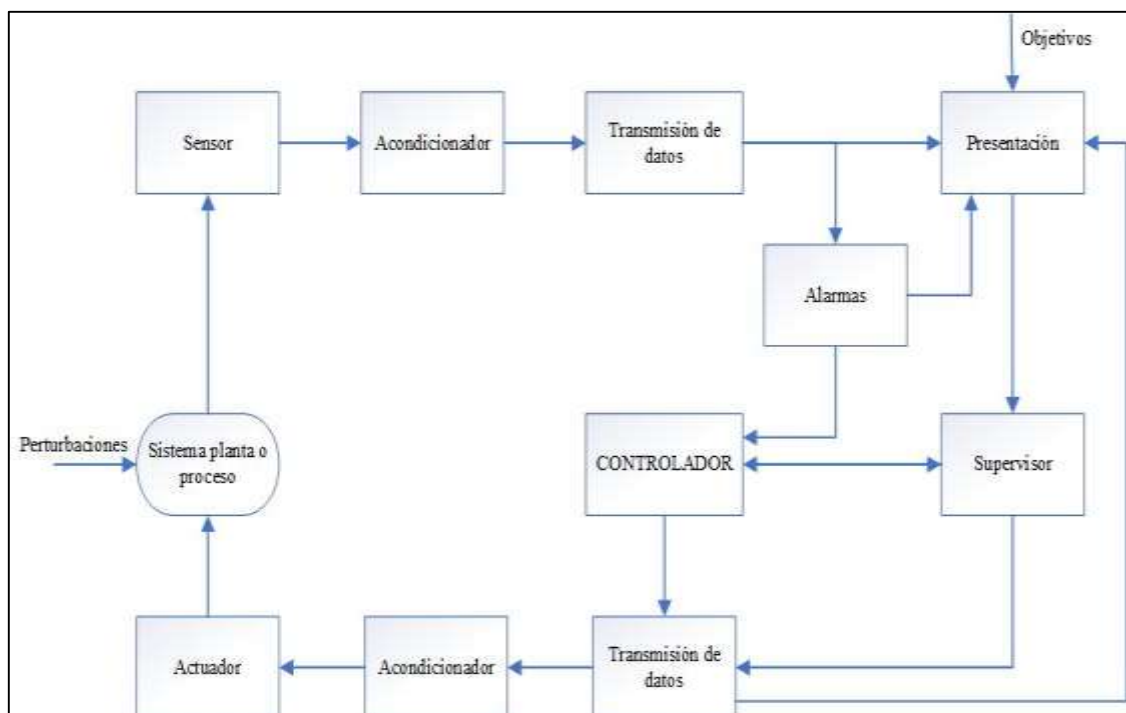 Objetivos
Sensor
Acondicionador
Transmisión de
datos
Presentación
Alarmas
Perturbaciones
Sistema planta o
proceso
CONTROLADOR
Supervisor
Actuador
Acondicionador
Transmisión de
datos